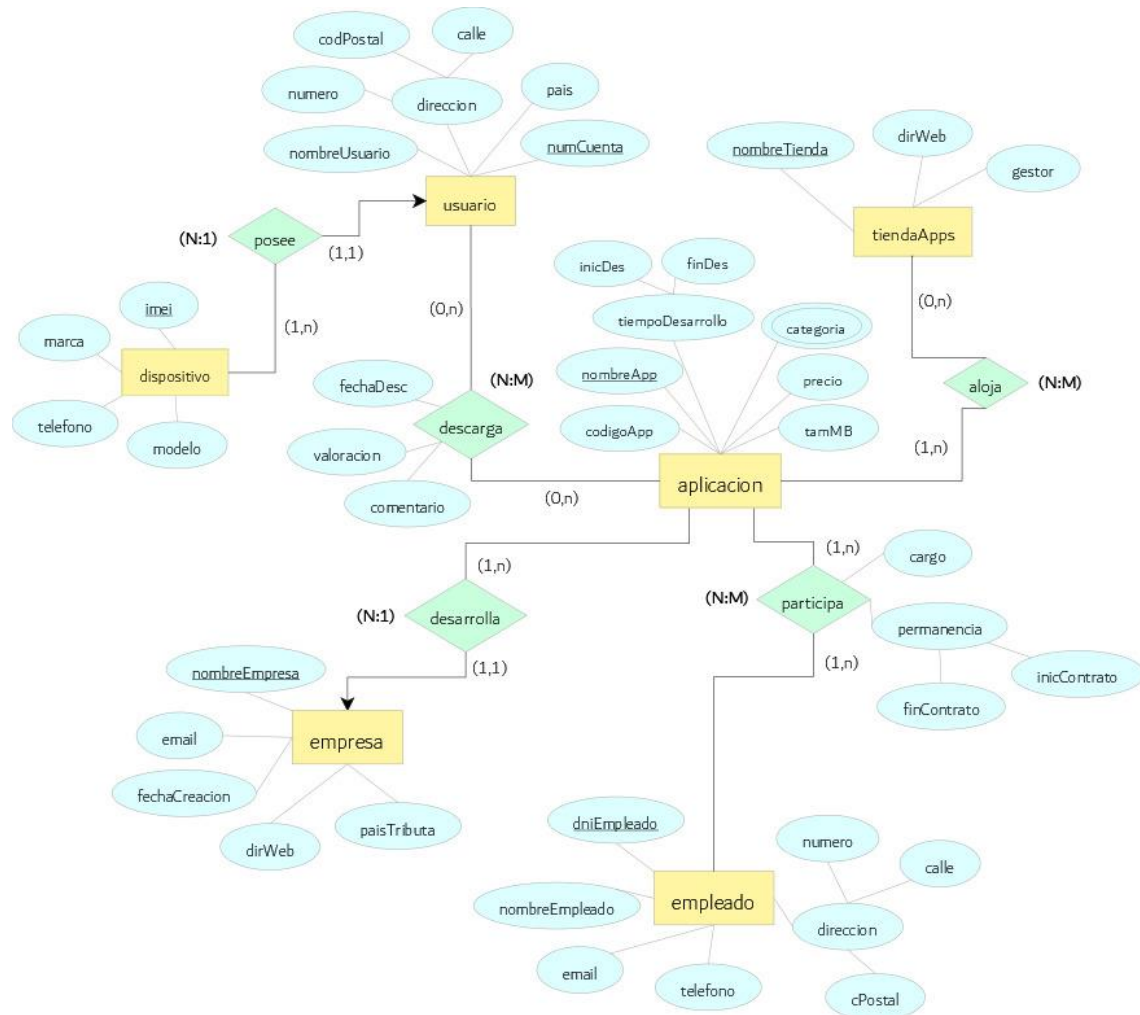 codPostal
calle
numero
direccion
pais
nombreUsuario
numCuenta
usuario
nombreTienda
dirWeb
gestor
tiendaApps
(N:1)
posee
(1,1)
(1,n)
imei
marca
dispositivo
telefono
modelo
(0,n)
(N:M)
fechaDesc
descarga
valoracion
comentario
(0,n)
inicDes
finDes
tiempoDesarrollo
categoria
nombreApp
precio
codigoApp
tamMB
aplicacion
(0,n)
aloja
(N:M)
(1,n)
(1,n)
(N:1)
desarrolla
(1,1)
(1,n)
(N:M)
participa
cargo
permanencia
inicContrato
finContrato
(1,n)
nombreEmpresa
email
empresa
fechaCreacion
dirWeb
paisTributa
dniEmpleado
numero
calle
nombreEmpleado
empleado
direccion
email
telefono
cPostal